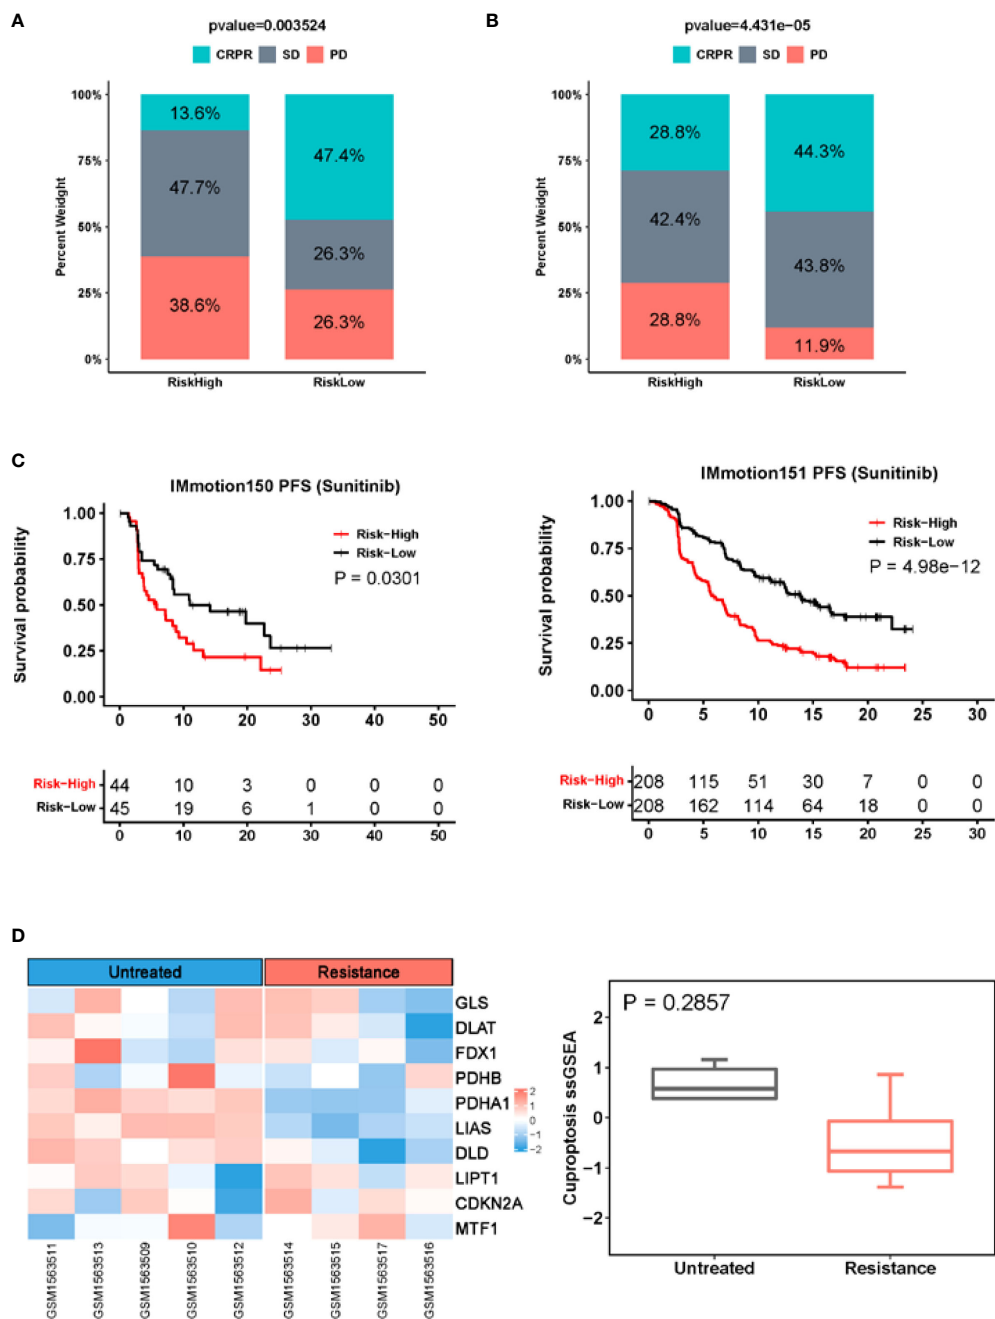 A
pvalue=0.003524
CRPR SD PD
Percent Weidght
100%
75%
50%
25%
0%
13.6%
47.7%
38.6%
47.4%
26.3%
26.3%
RiskHigh RiskLow
B
pvalue=4.431e−05
CRPR SD PD
Percent Weidght
100%
75%
50%
25%
0%
28.8%
42.4%
28.8%
44.3%
43.8%
11.9%
RiskHigh RiskLow
C
IMmotion150 PFS (Sunitinib)
Survival probability
1.00
0.75
0.50
0.25
0.00
Risk−High
Risk−Low
P = 0.0301
0 10 20 30 40 50
Risk−High 44 10 3 0 0 0
Risk−Low 45 19 6 1 0 0
0 10 20 30 40 50
IMmotion151 PFS (Sunitinib)
Survival probability
1.00
0.75
0.50
0.25
0.00
Risk−High
Risk−Low
P = 4.98e−12
0 5 10 15 20 25 30
Risk−High 208 115 51 30 7 0 0
Risk−Low 208 162 114 64 18 0 0
0 5 10 15 20 25 30
D
Untreated Resistance
GLS
DLAT
FDX1
PDHB
PDHA1
LIAS
DLD
LIPT1
CDKN2A
MTF1
2
1
0
−1
−2
GSM1563511
GSM1563513
GSM1563509
GSM1563510
GSM1563512
GSM1563514
GSM1563515
GSM1563517
GSM1563516
P = 0.2857
Cuproptosis ssGSEA
2
1
0
−1
−2
Untreated Resistance